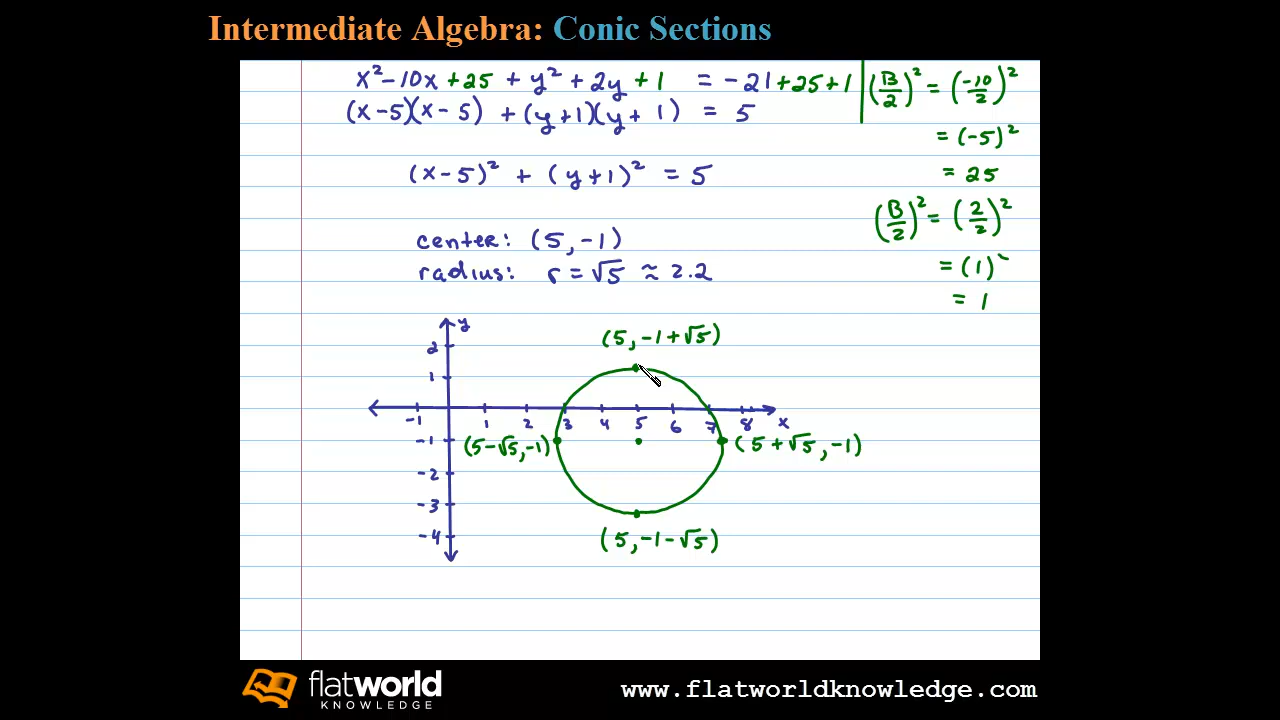 Intermediate Algebra: Conic Sections
x² - 10x + 25 + y² + 2y + 1 = -21 + 25 + 1
(x - 5)(x - 5) + (y + 1)(y + 1) = 5
(x - 5)² + (y + 1)² = 5
center: (5, -1)
radius: r = √5 ≈ 2.2
(B/2)² = (-10/2)²
= (-5)²
= 25
(B/2)² = (2/2)²
= (1)²
= 1
y
(5, -1 + √5)
2
1
-1 1 2 3 4 5 6 7 8 x
-1 (5 - √5, -1) (5 + √5, -1)
-2
-3
-4 (5, -1 - √5)
flatworld
KNOWLEDGE
www.flatworldknowledge.com